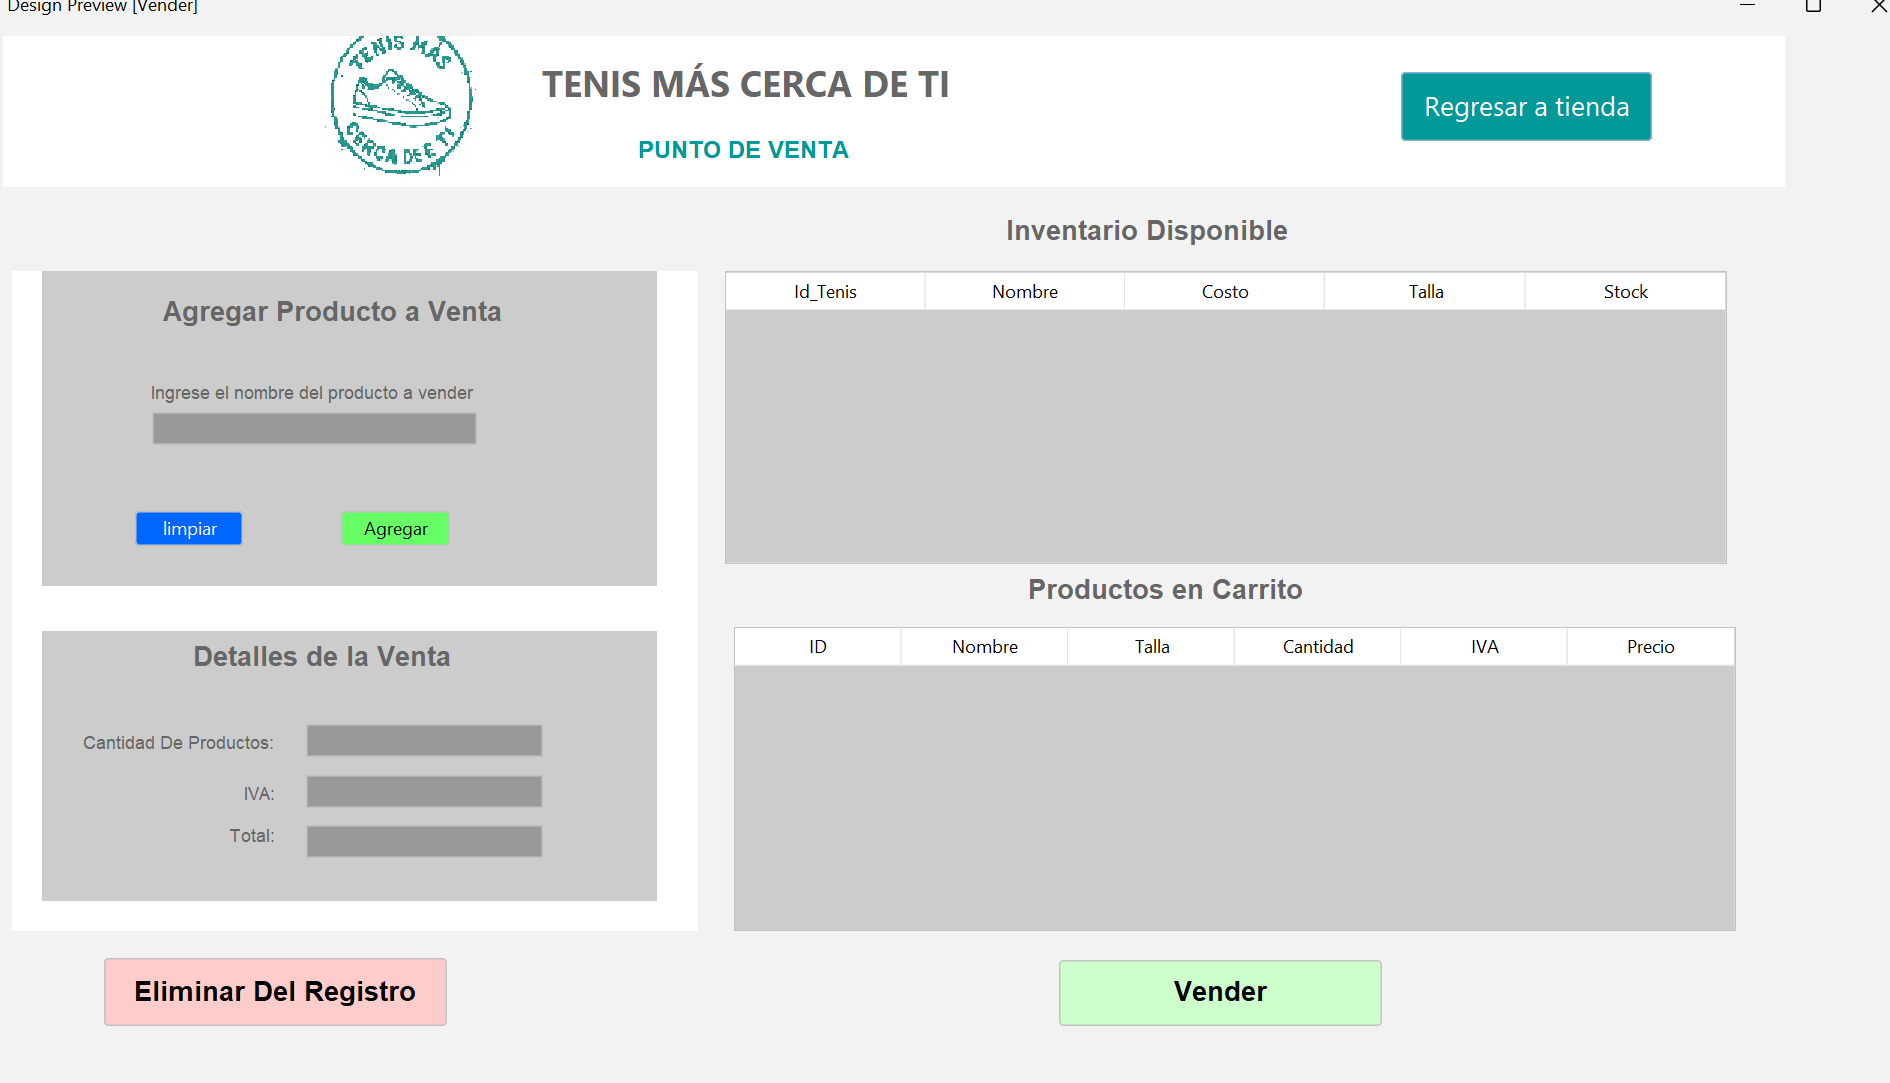 Design Preview [Vender]
TENIS MAS
CERCA DEE TI
TENIS MÁS CERCA DE TI
PUNTO DE VENTA
Regresar a tienda
Inventario Disponible
Agregar Producto a Venta
Ingrese el nombre del producto a vender
limpiar Agregar
Id_Tenis Nombre Costo Talla Stock
Productos en Carrito
Detalles de la Venta
Cantidad De Productos:
IVA:
Total:
ID Nombre Talla Cantidad IVA Precio
Eliminar Del Registro
Vender